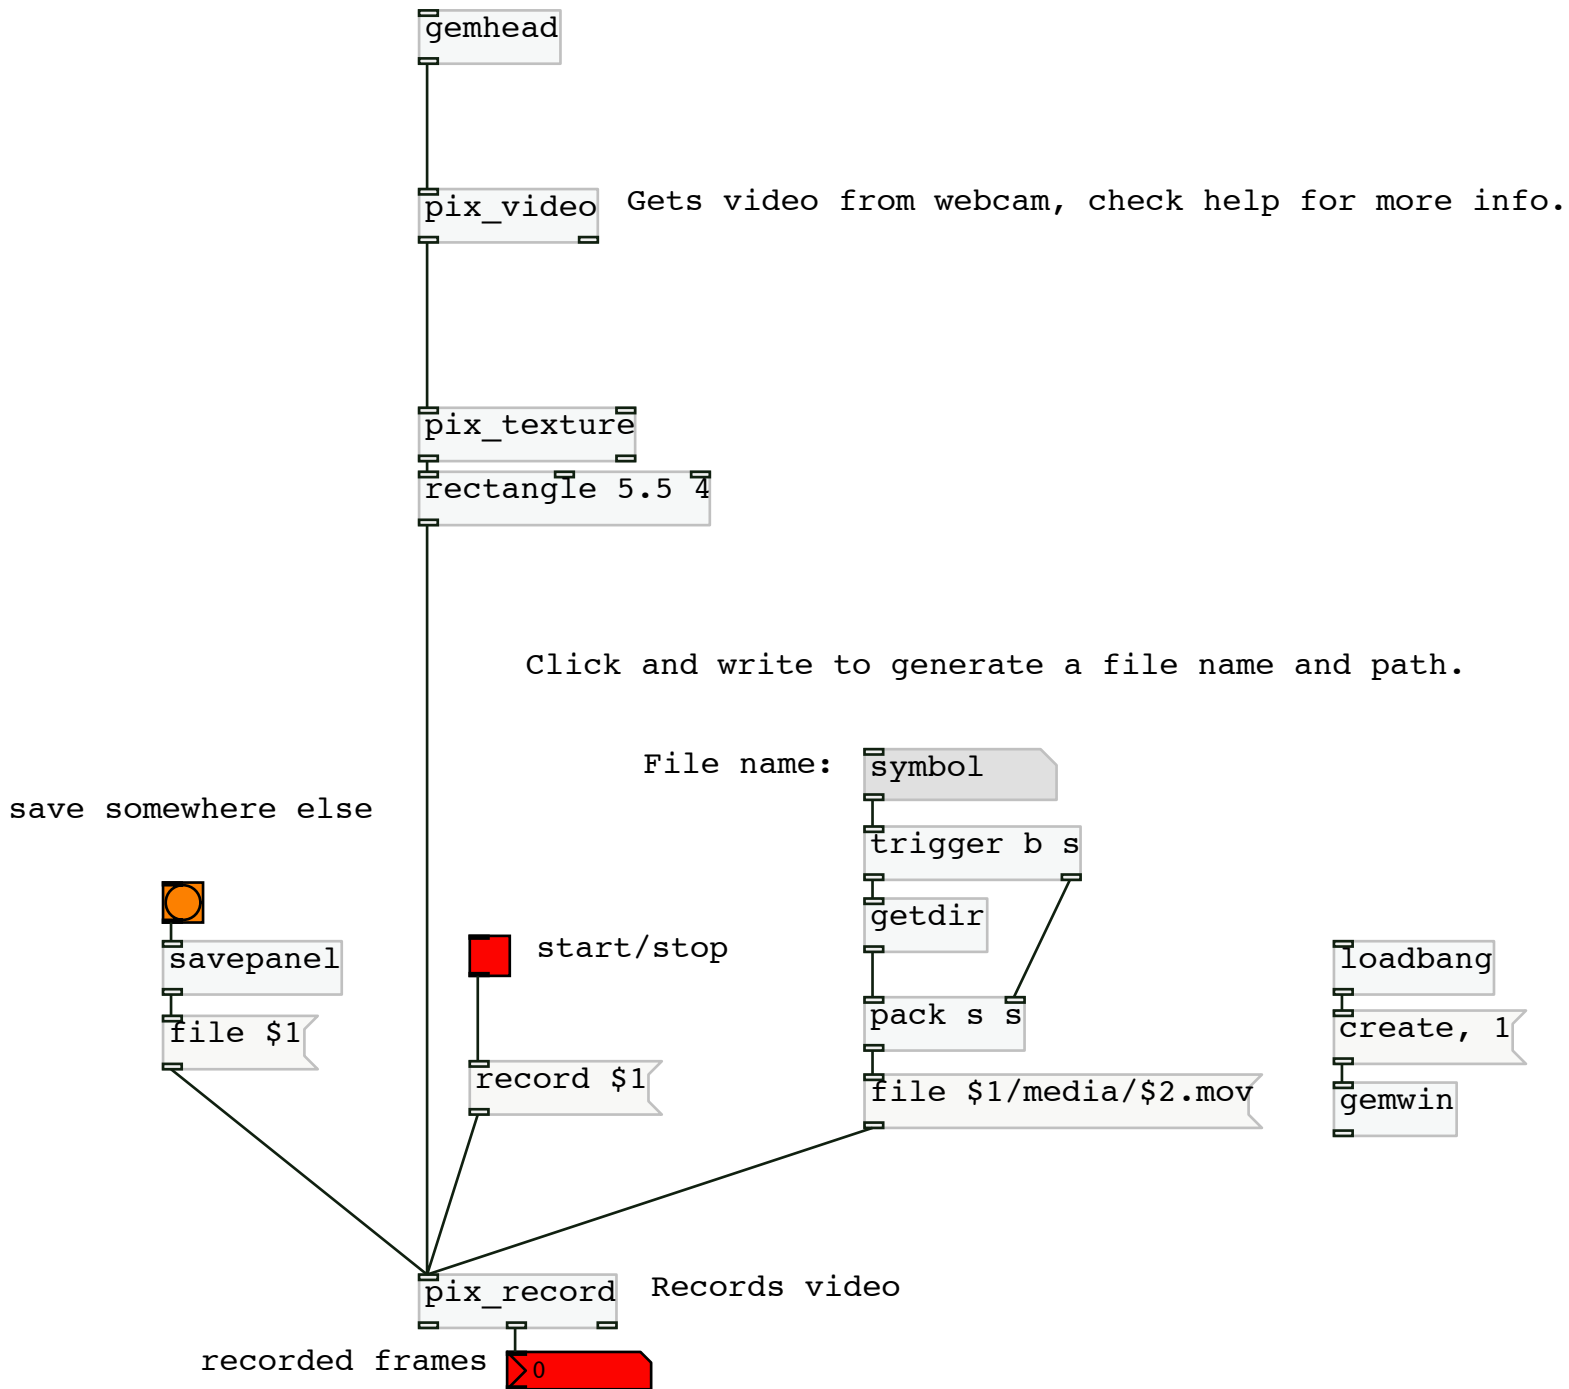 gemhead
pix_video
Gets video from webcam, check help for more info.
pix_texture
rectangle 5.5 4
Click and write to generate a file name and path.
File name:
symbol
save somewhere else
trigger b s
getdir
start/stop
savepanel
loadbang
pack s s
file $1
create, 1
record $1
file $1/media/$2.mov
gemwin
pix_record
Records video
recorded frames
0